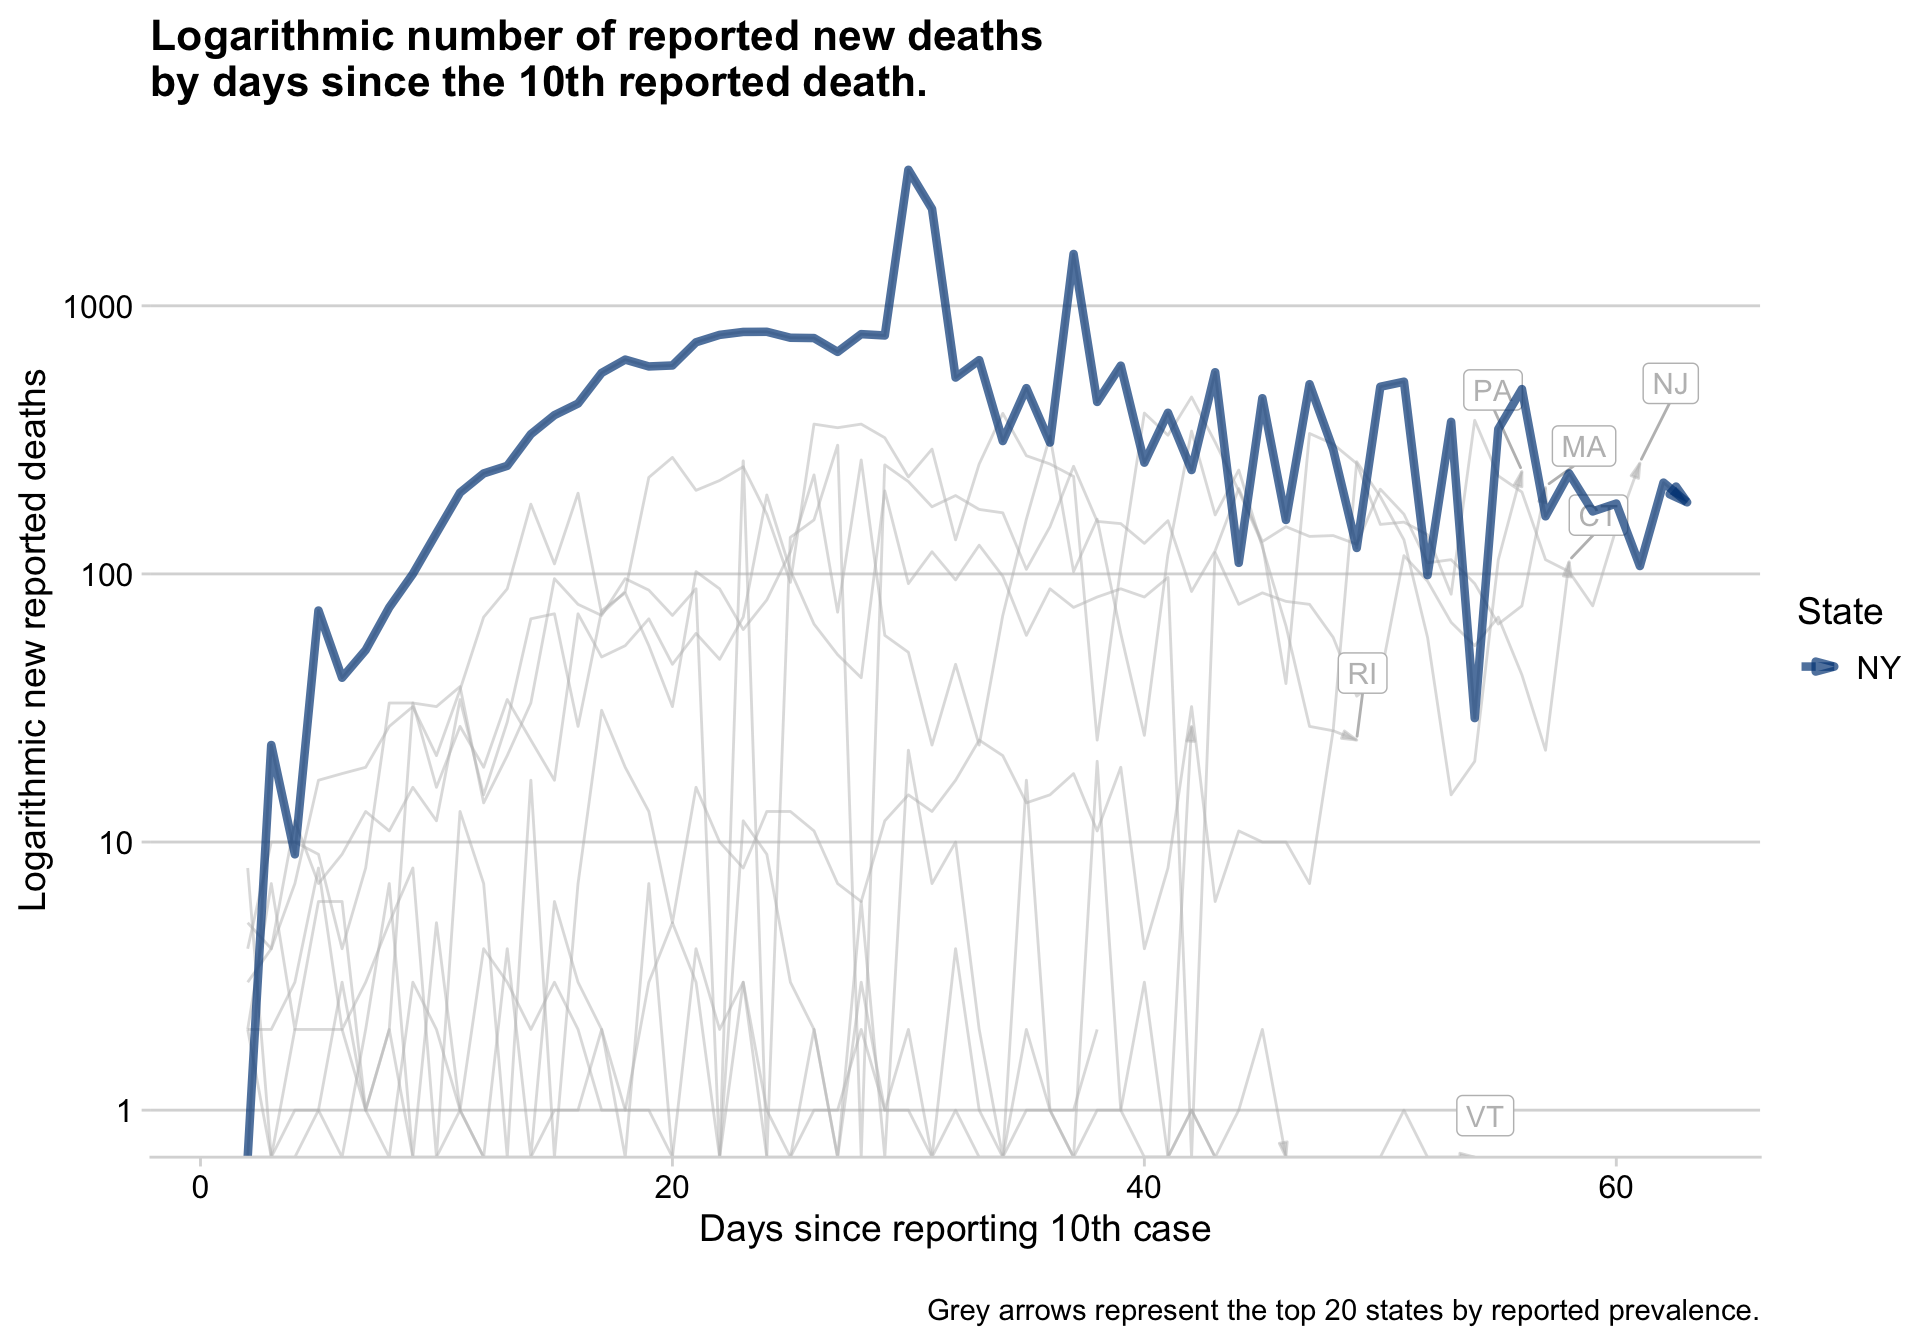 Logarithmic number of reported new deaths
by days since the 10th reported death.
Logarithmic new reported deaths
1000
100
10
1
PA
NJ
MA
CT
RI
VT
State
NY
0
20
40
60
Days since reporting 10th case
Grey arrows represent the top 20 states by reported prevalence.